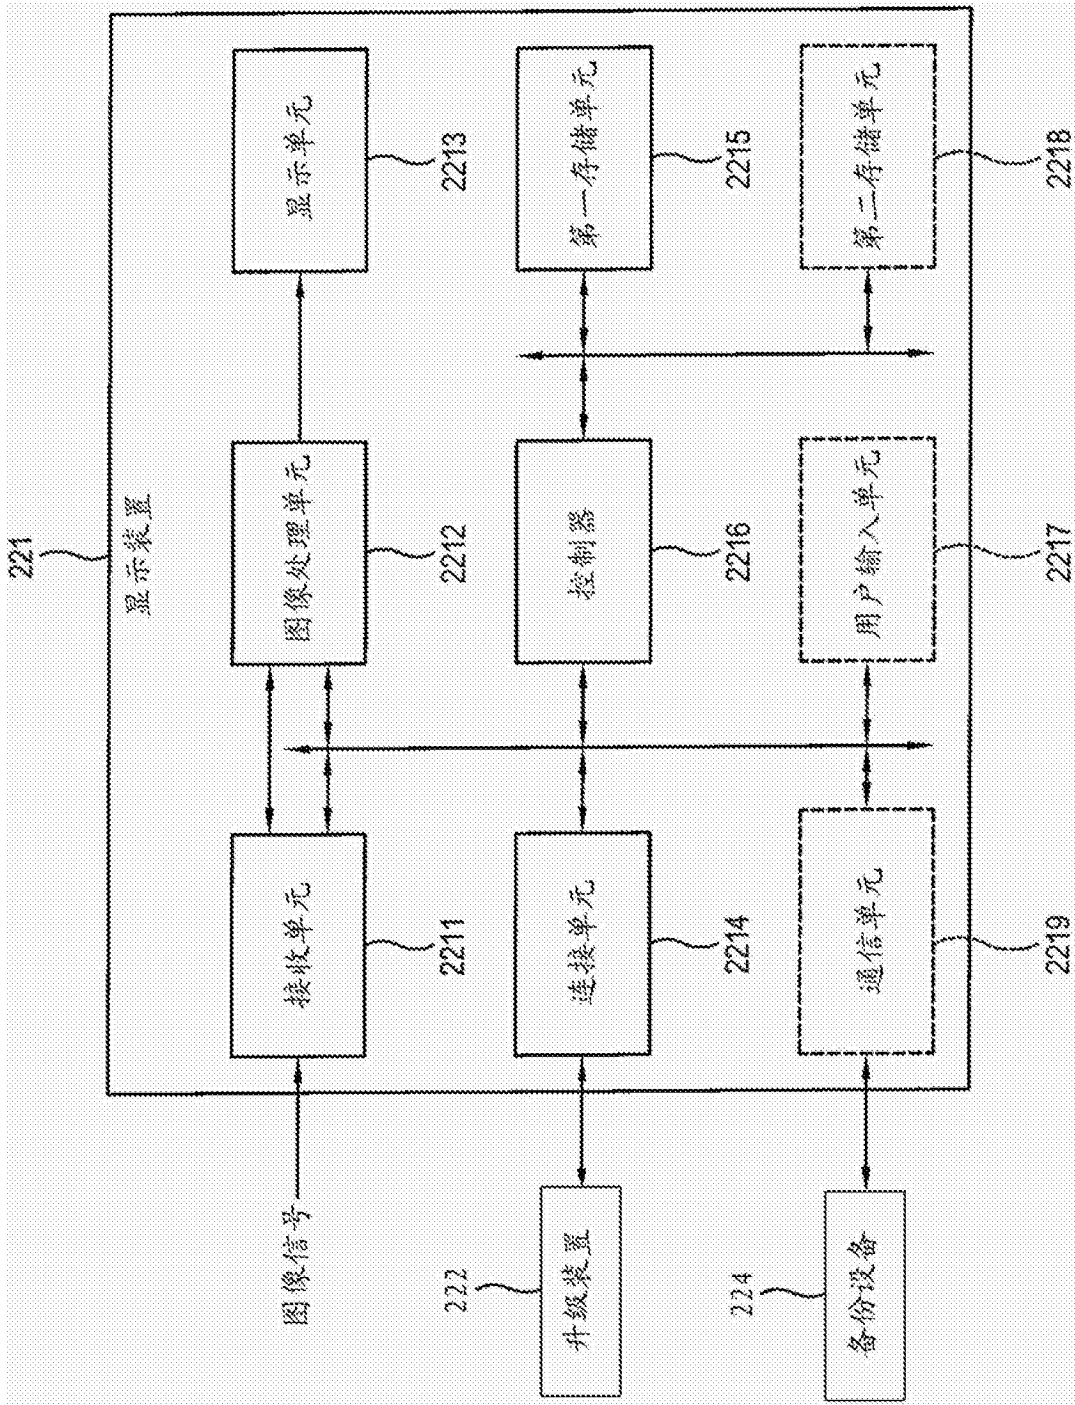 221
显示装置
图像信号
接收单元
2211
图像处理单元
2212
显示单元
2213
222
升级装置
连接单元
2214
控制器
2216
第一存储单元
2215
224
备份设备
通信单元
2219
用户输入单元
2217
第二存储单元
2218